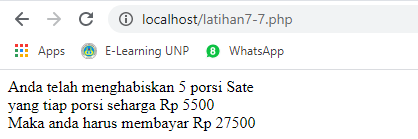 localhost/latihan7-7.php
Apps E-Learning UNP WhatsApp
Anda telah menghabiskan 5 porsi Sate
yang tiap porsi seharga Rp 5500
Maka anda harus membayar Rp 27500